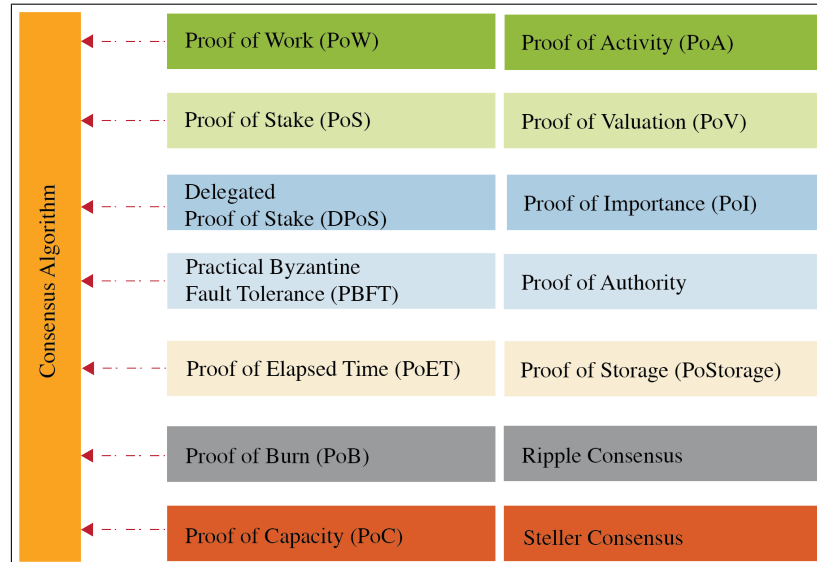 Consensus Algorithm
Proof of Work (PoW)
Proof of Activity (PoA)
Proof of Stake (PoS)
Proof of Valuation (PoV)
Delegated
Proof of Stake (DPoS)
Proof of Importance (PoI)
Practical Byzantine
Fault Tolerance (PBFT)
Proof of Authority
Proof of Elapsed Time (PoET)
Proof of Storage (PoStorage)
Proof of Burn (PoB)
Ripple Consensus
Proof of Capacity (PoC)
Steller Consensus